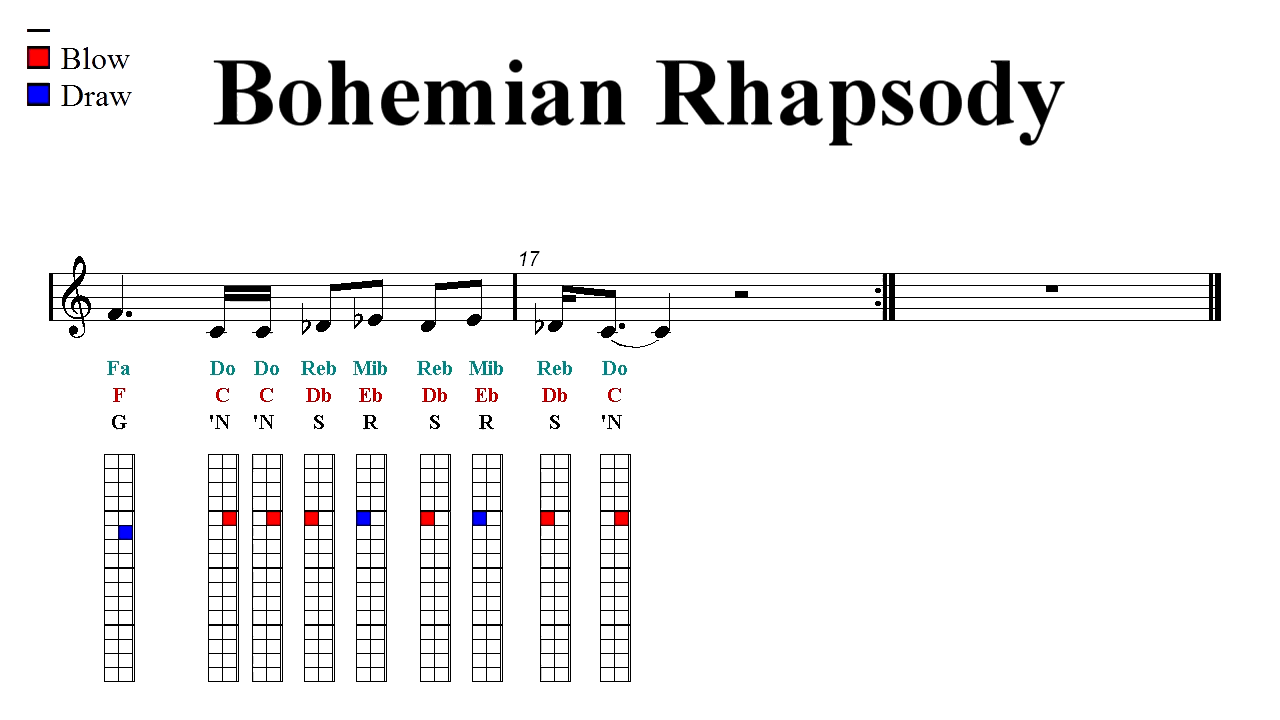 Blow
Draw
Bohemian Rhapsody
17
Fa Do Do Reb Mib Reb Mib Reb Do
F C C Db Eb Db Eb Db C
G 'N 'N S R S R S 'N